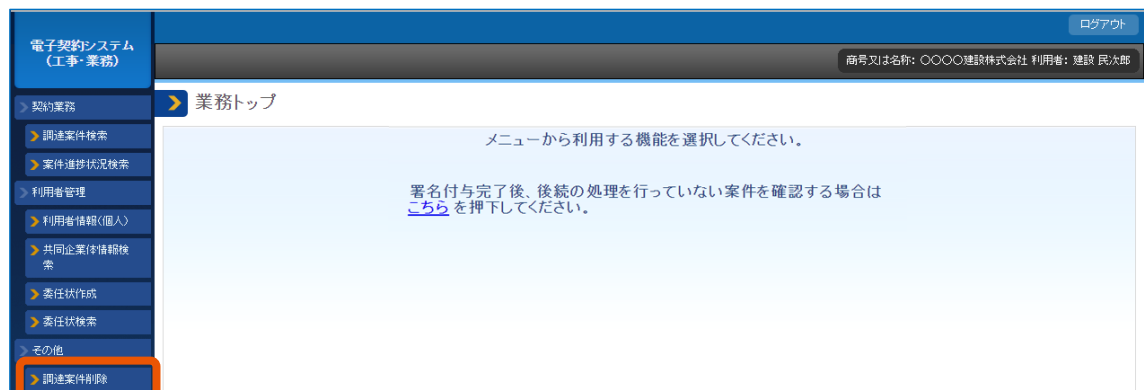 ログアウト
電子契約システム
（工事・業務）
商号又は名称： 〇〇〇〇建設株式会社 利用者： 建設 民次郎
契約業務
調達案件検索
案件進捗状況検索
利用者管理
利用者情報（個人）
共同企業体情報検
索
委任状作成
委任状検索
その他
調達案件削除
業務トップ
メニューから利用する機能を選択してください。
署名付与完了後、後続の処理を行っていない案件を確認する場合は
こちら を押下してください。